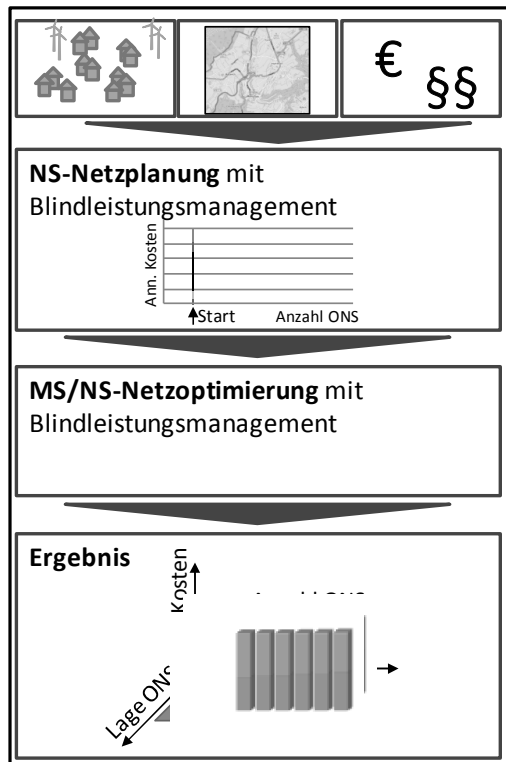 €
§§
NS-Netzplanung mit
Blindleistungsmanagement
Ann. Kosten
Start
Anzahl ONS
MS/NS-Netzoptimierung mit
Blindleistungsmanagement
Ergebnis
Kosten
Lage ONS